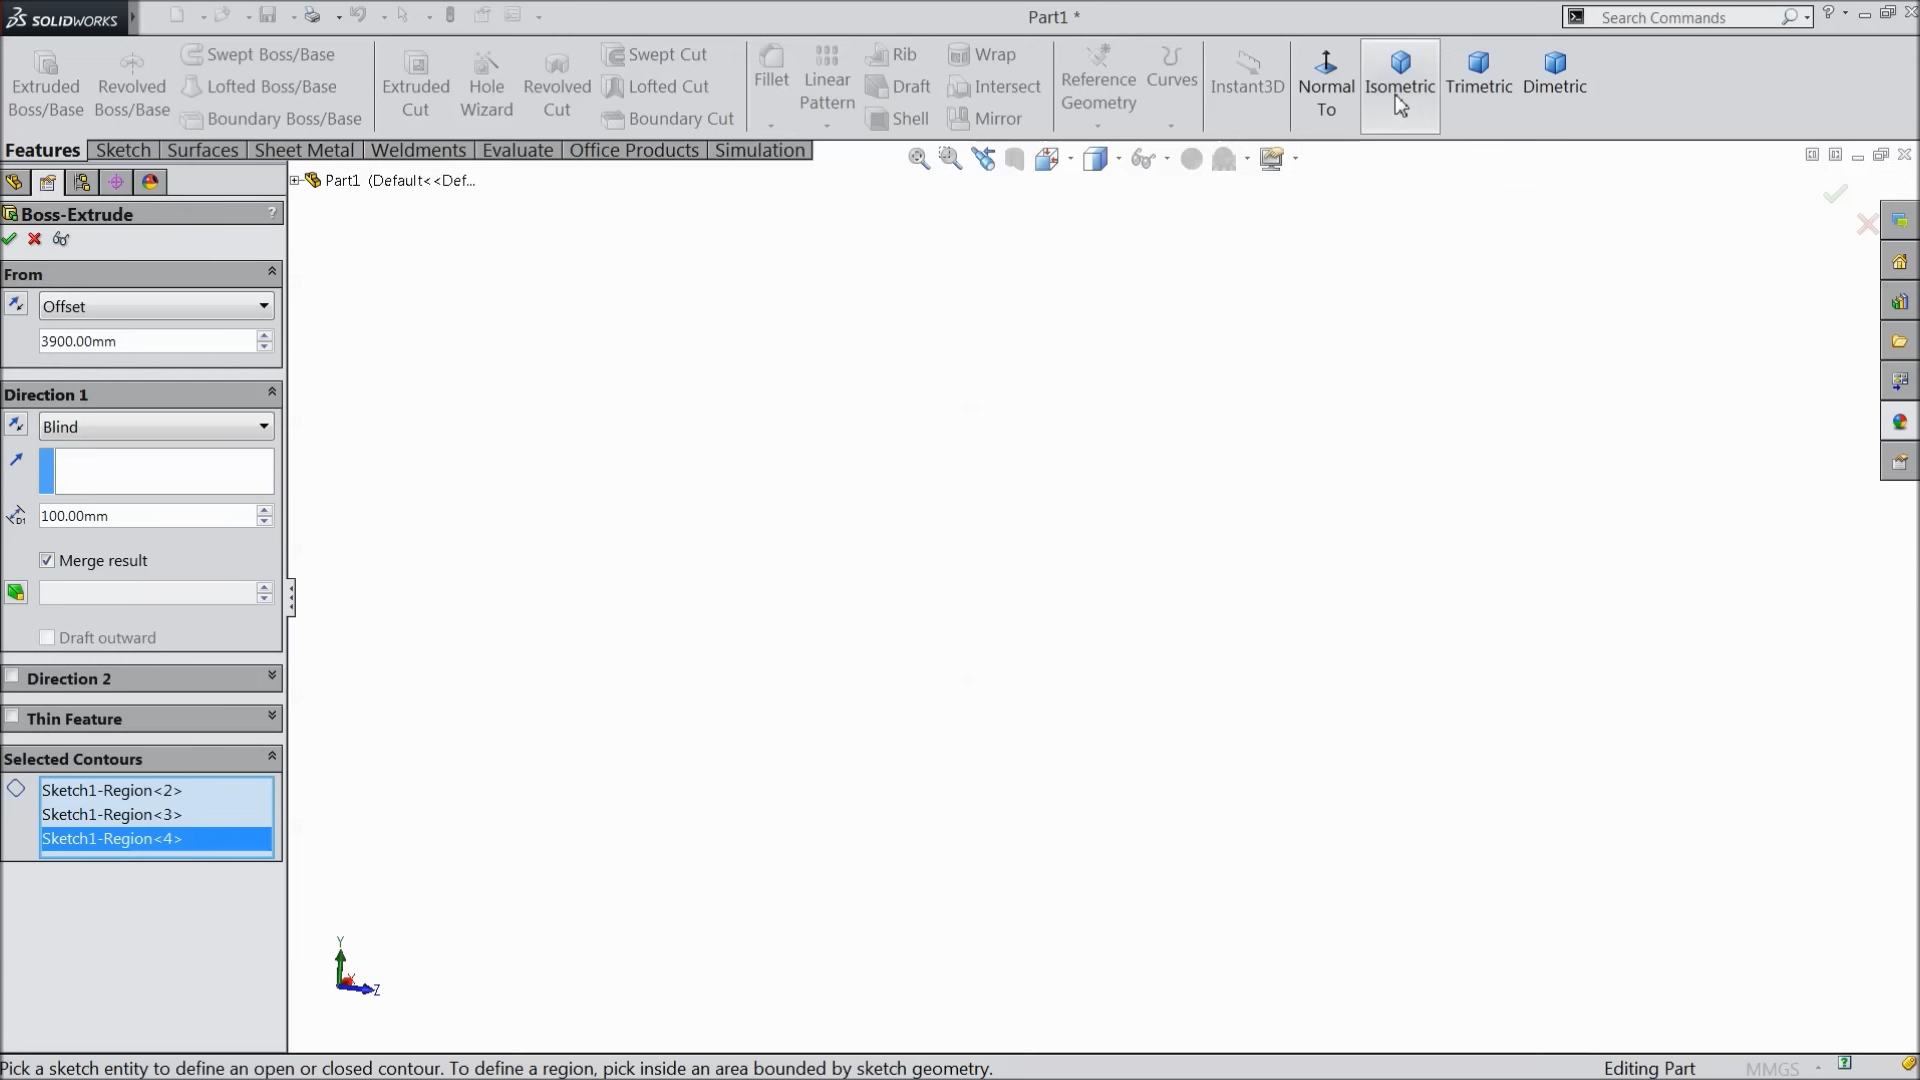 SOLIDWORKS
Part1 *
Search Commands
Extruded Boss/Base
Revolved Boss/Base
Swept Boss/Base
Lofted Boss/Base
Boundary Boss/Base
Extruded Cut
Hole Wizard
Revolved Cut
Swept Cut
Lofted Cut
Boundary Cut
Fillet
Linear Pattern
Rib
Draft
Shell
Wrap
Intersect
Mirror
Reference Geometry
Curves
Instant3D
Normal To
Isometric
Trimetric
Dimetric
Features
Sketch
Surfaces
Sheet Metal
Weldments
Evaluate
Office Products
Simulation
Part1 (Default<<Def...
Boss-Extrude
?
From
Offset
3900.00mm
Direction 1
Blind
D1
100.00mm
Merge result
Draft outward
Direction 2
Thin Feature
Selected Contours
Sketch1-Region<2>
Sketch1-Region<3>
Sketch1-Region<4>
Y
Z
Pick a sketch entity to define an open or closed contour. To define a region, pick inside an area bounded by sketch geometry.
Editing Part
MMGS